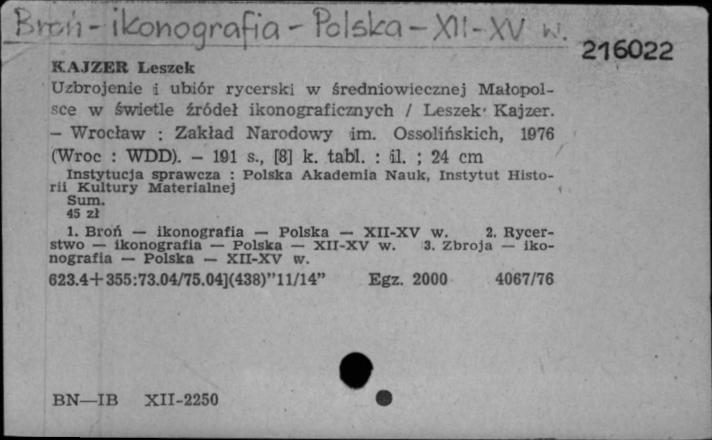 Broń - ikonografia - Polska - XII - XV w.
216022
KAJZER Leszek
Uzbrojenie i ubiór rycerski w średniowiecznej Małopol-
sce w świetle źródeł ikonograficznych / Leszek Kajzer.
— Wrocław : Zakład Narodowy im. Ossolińskich, 1976
(Wroc : WDD). — 191 s., [8] k. tabl. : il. ; 24 cm
Instytucja sprawcza : Polska Akademia Nauk, Instytut Histo-
rii Kultury Materialnej
Sum.
45 zł
1. Broń — ikonografia — Polska — XII-XV w. 2. Rycer-
stwo — ikonografia — Polska — XII-XV w. 3. Zbroja — iko-
nografia — Polska — XII-XV w.
623.4+355:73.04/75.04](438)"11/14" Egz. 2000 4067/76
BN—IB XII-2250